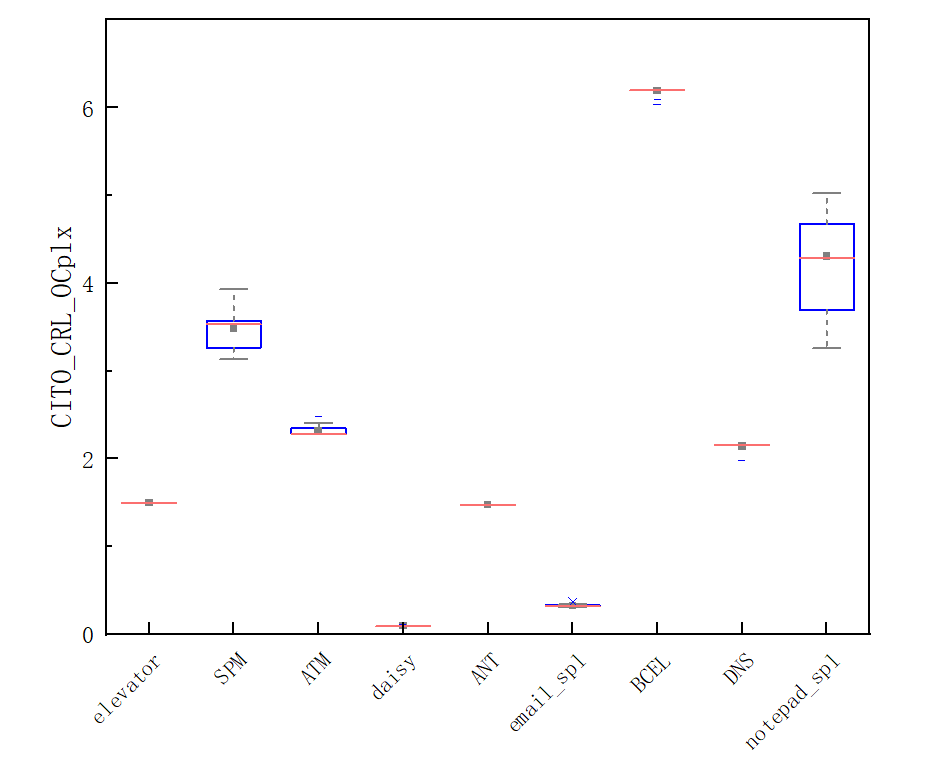 CITO_CRL_OCplx
6
4
2
0
elevator
SPM
ATM
daisy
ANT
email_spl
BCEL
DNS
notepad_spl